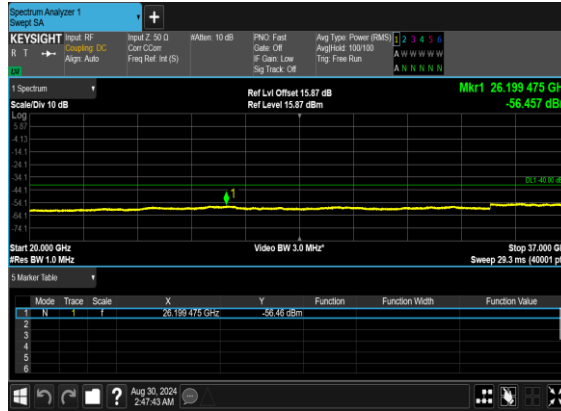 Spectrum Analyzer 1
Swept SA
KEYSIGHT Input: RF Input Z: 50 Ω #Atten: 10 dB PNO: Fast Avg Type: Power (RMS) 1 2 3 4 5 6
R T Coupling: DC Corr CCorr Gate: Off Avg|Hold: 100/100 A W W W W W
Align: Auto Freq Ref: Int (S) IF Gain: Low Trig: Free Run
LW Sig Track: Off A N N N N N
1 Spectrum Ref Lvl Offset 15.87 dB Mkr1 26.199 475 GH
Scale/Div 10 dB Ref Level 15.87 dBm -56.457 dB
Log
5.87
-4.13
-14.1
-24.1
-34.1
DL1 -40.00 dB
-44.1
1
-54.1
-64.1
-74.1
Start 20.000 GHz Video BW 3.0 MHz* Stop 37.000 G
#Res BW 1.0 MHz Sweep 29.3 ms (40001 pt
5 Marker Table
Mode Trace Scale X Y Function Function Width Function Value
1 N 1 f 26.199 475 GHz -56.46 dBm
2
3
4
5
6
? Aug 30, 2024
2:47:43 AM